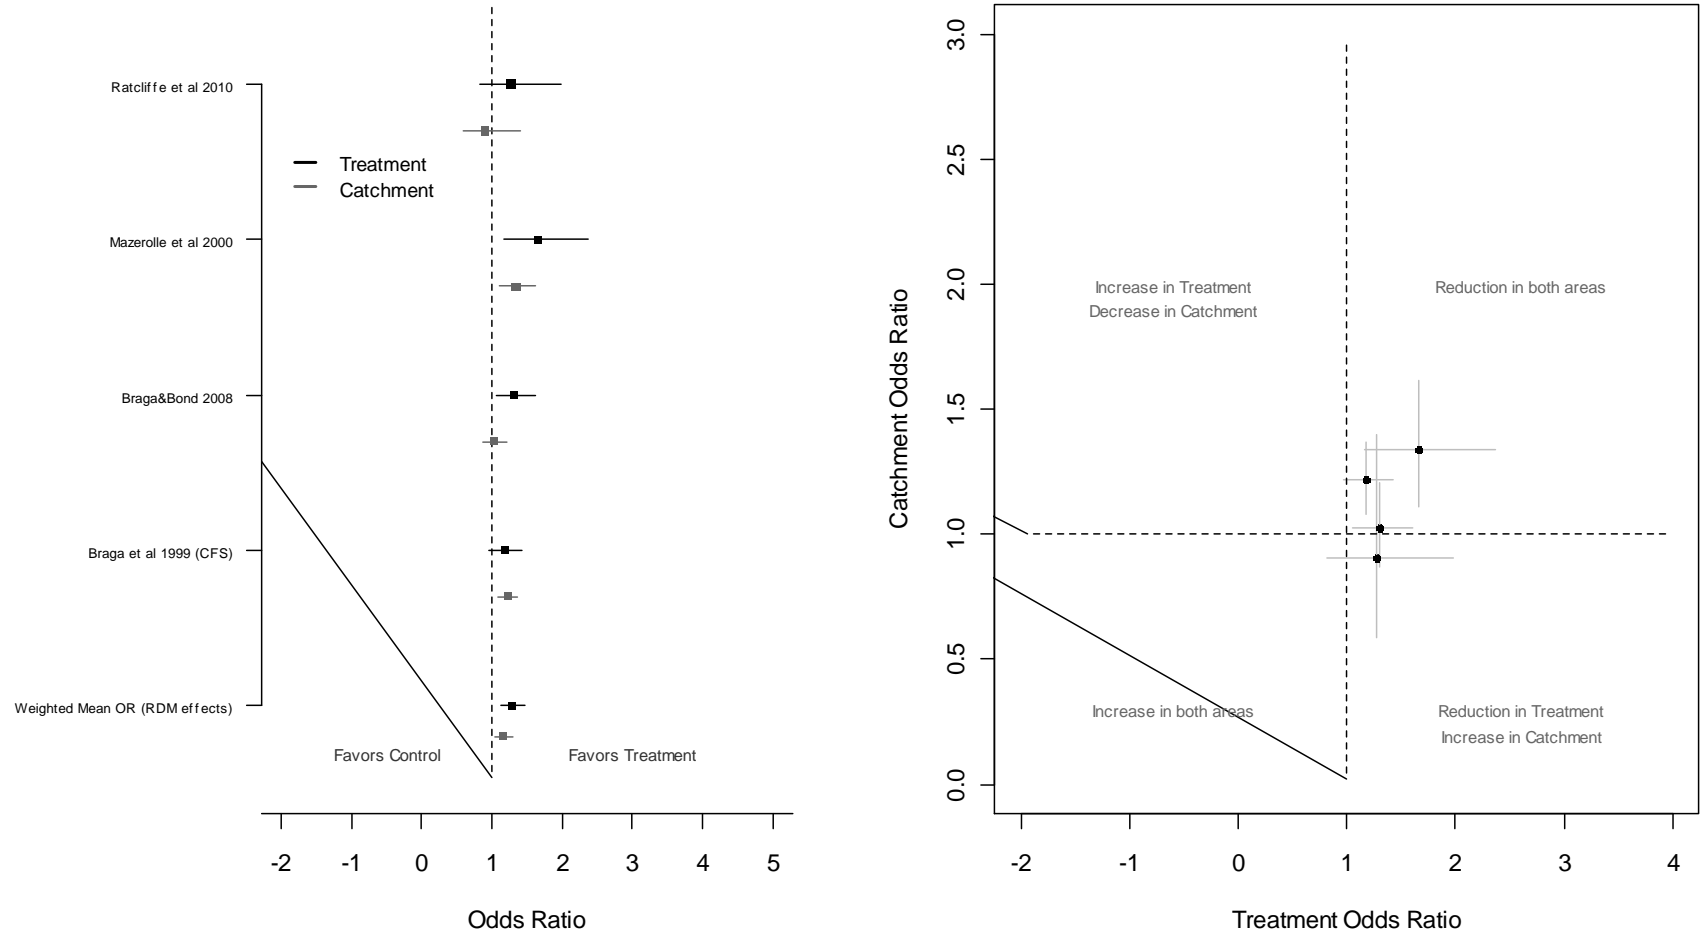 Ratcliffe et al 2010
Treatment
Catchment
Mazerolle et al 2000
Braga&Bond 2008
Braga et al 1999 (CFS)
Weighted Mean OR (RDM effects)
Favors Control
Favors Treatment
-2 -1 0 1 2 3 4 5
Odds Ratio
3.0
2.5
2.0
1.5
1.0
0.5
0.0
Catchment Odds Ratio
Increase in Treatment
Decrease in Catchment
Reduction in both areas
Increase in both areas
Reduction in Treatment
Increase in Catchment
-2 -1 0 1 2 3 4
Treatment Odds Ratio